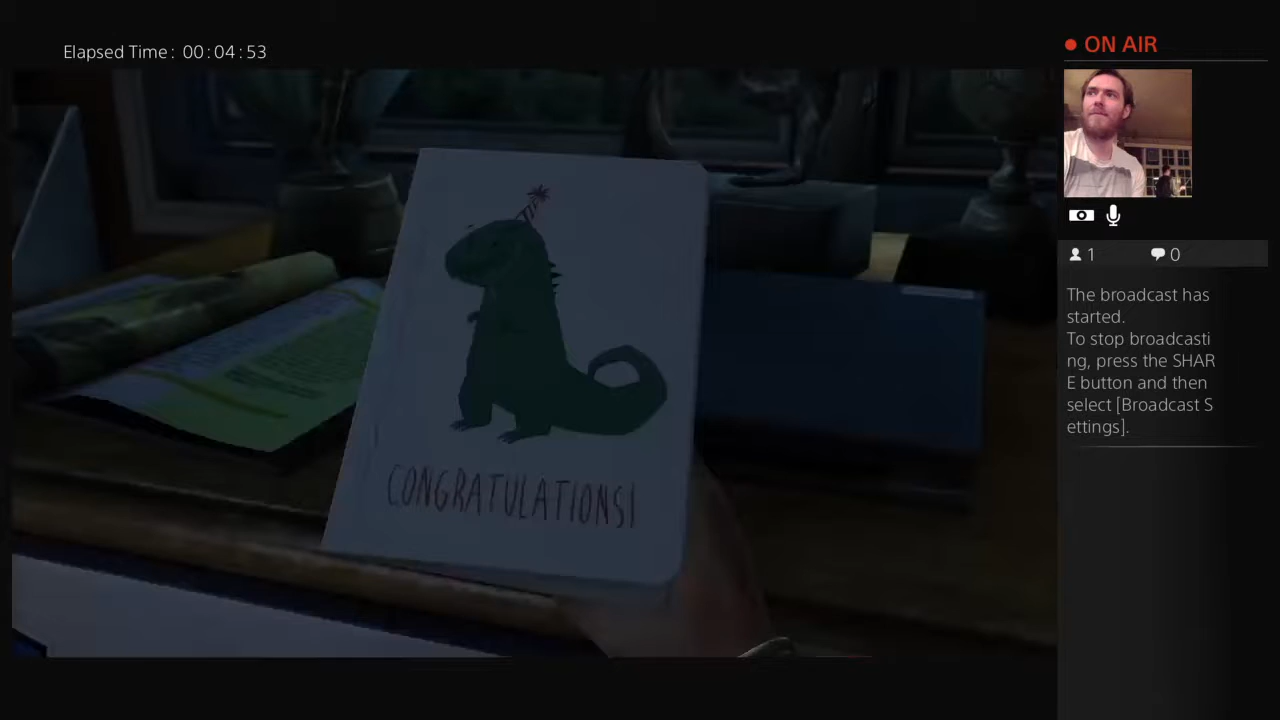 Elapsed Time: 00:04:53
ON AIR
1
0
The broadcast has
started.
To stop broadcasti
ng, press the SHAR
E button and then
select [Broadcast S
ettings].
CONGRATULATIONS!